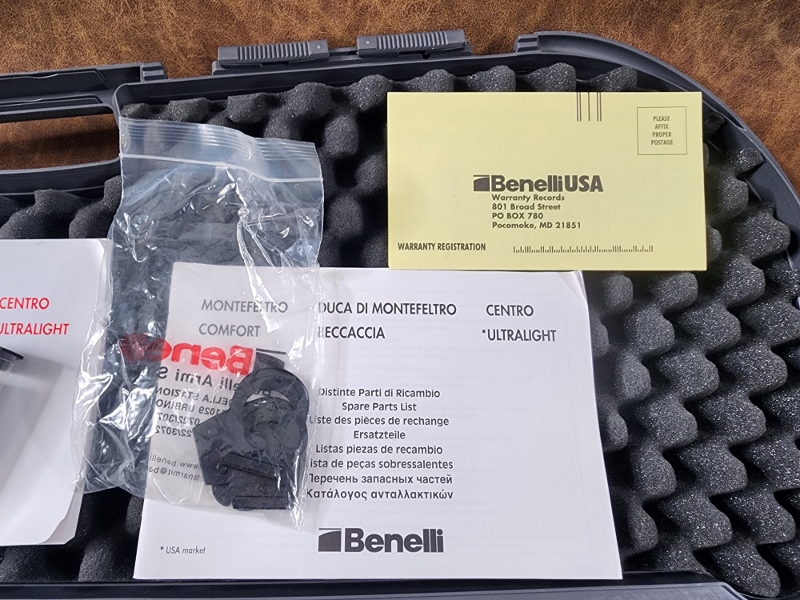 PLEASE
AFFIX
PROPER
POSTAGE
BenelliUSA
Warranty Records
801 Broad Street
PO BOX 780
Pocomoke, MD 21851
WARRANTY REGISTRATION
CENTRO
ULTRALIGHT
MONTEFELTRO DUCA DI MONTEFELTRO CENTRO
COMFORT BECCACCIA *ULTRALIGHT
Distinte Parti di Ricambio
Spare Parts List
Liste des pièces de rechange
Ersatzteile
Listas piezas de recambio
Lista de peças sobressalentes
Перечень запасных частей
Κατάλογος ανταλλακτικών
Benelli
* USA market